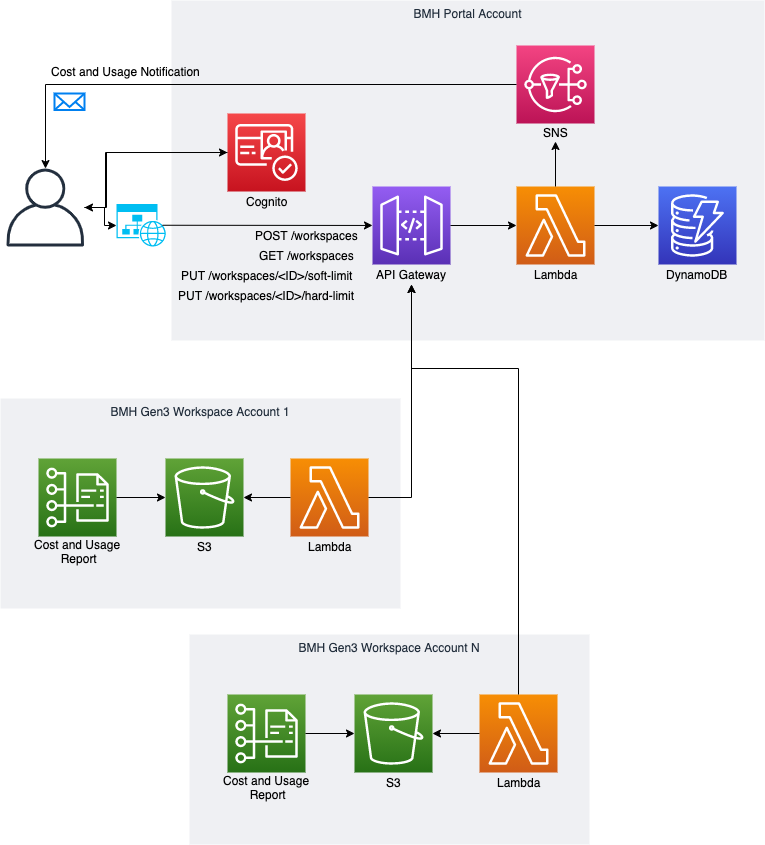 BMH Portal Account
Cost and Usage Notification
SNS
Cognito
POST /workspaces
GET /workspaces
PUT /workspaces/<ID>/soft-limit
PUT /workspaces/<ID>/hard-limit
API Gateway
Lambda
DynamoDB
BMH Gen3 Workspace Account 1
Cost and Usage
Report
S3
Lambda
BMH Gen3 Workspace Account N
Cost and Usage
Report
S3
Lambda